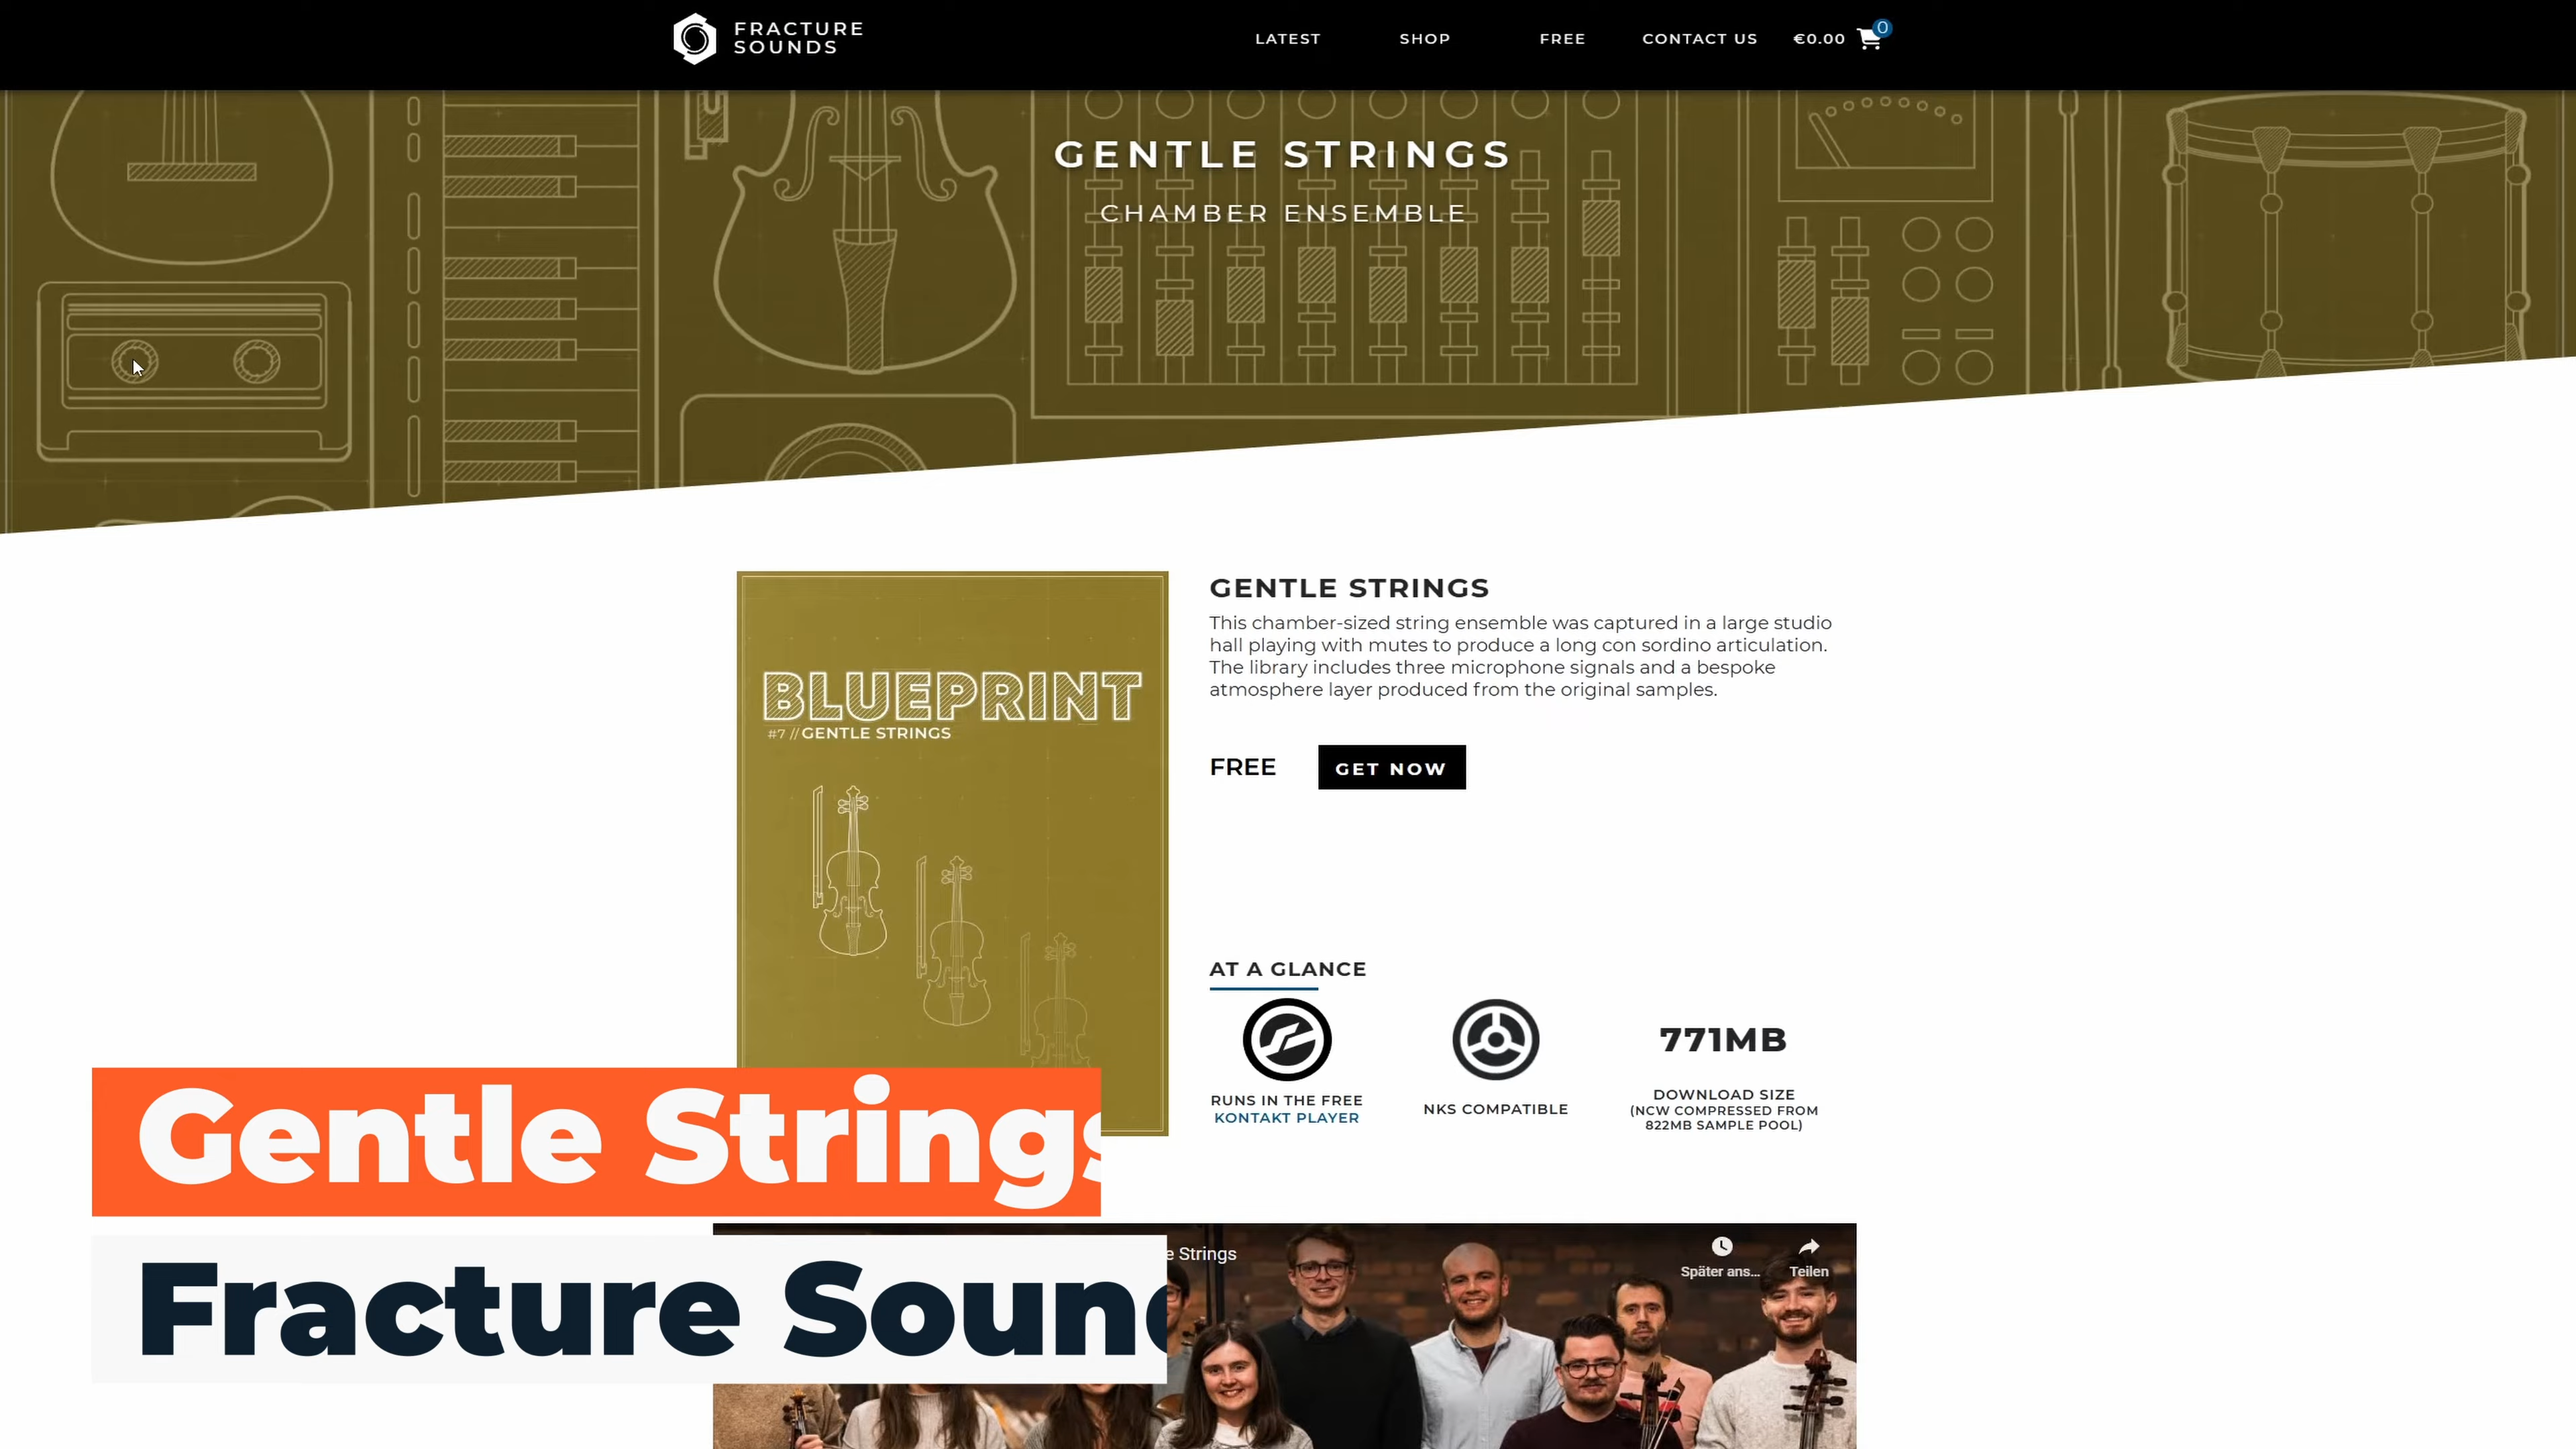 FRACTURE
SOUNDS
LATEST
SHOP
FREE
CONTACT US
€0.00
0
GENTLE STRINGS
CHAMBER ENSEMBLE
BLUEPRINT
#7 // GENTLE STRINGS
GENTLE STRINGS
This chamber-sized string ensemble was captured in a large studio
hall playing with mutes to produce a long con sordino articulation.
The library includes three microphone signals and a bespoke
atmosphere layer produced from the original samples.
FREE
GET NOW
AT A GLANCE
RUNS IN THE FREE
KONTAKT PLAYER
NKS COMPATIBLE
771MB
DOWNLOAD SIZE
(NCW COMPRESSED FROM
822MB SAMPLE POOL)
Gentle Strings
Fracture Soun
e Strings
Später ans...
Teilen